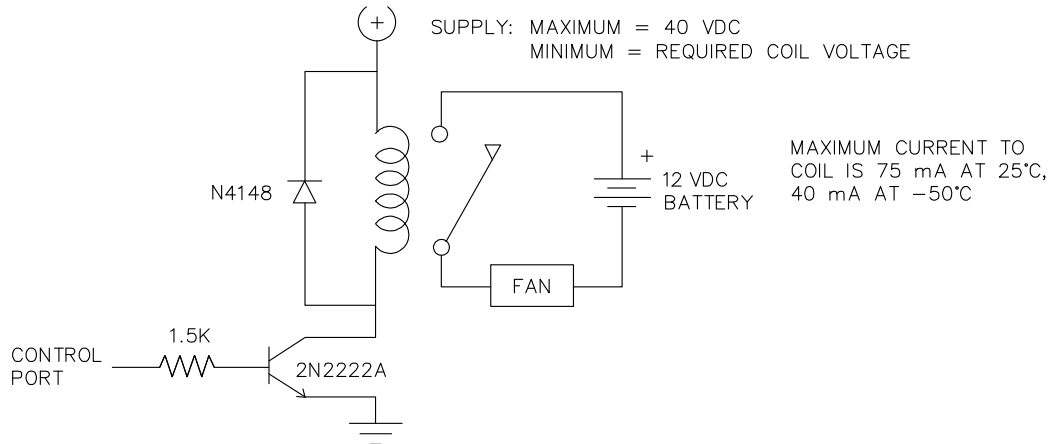 (+)
SUPPLY: MAXIMUM = 40 VDC
MINIMUM = REQUIRED COIL VOLTAGE
N4148
+
12 VDC
BATTERY
MAXIMUM CURRENT TO
COIL IS 75 mA AT 25°C,
40 mA AT −50°C
FAN
1.5K
CONTROL
PORT
2N2222A